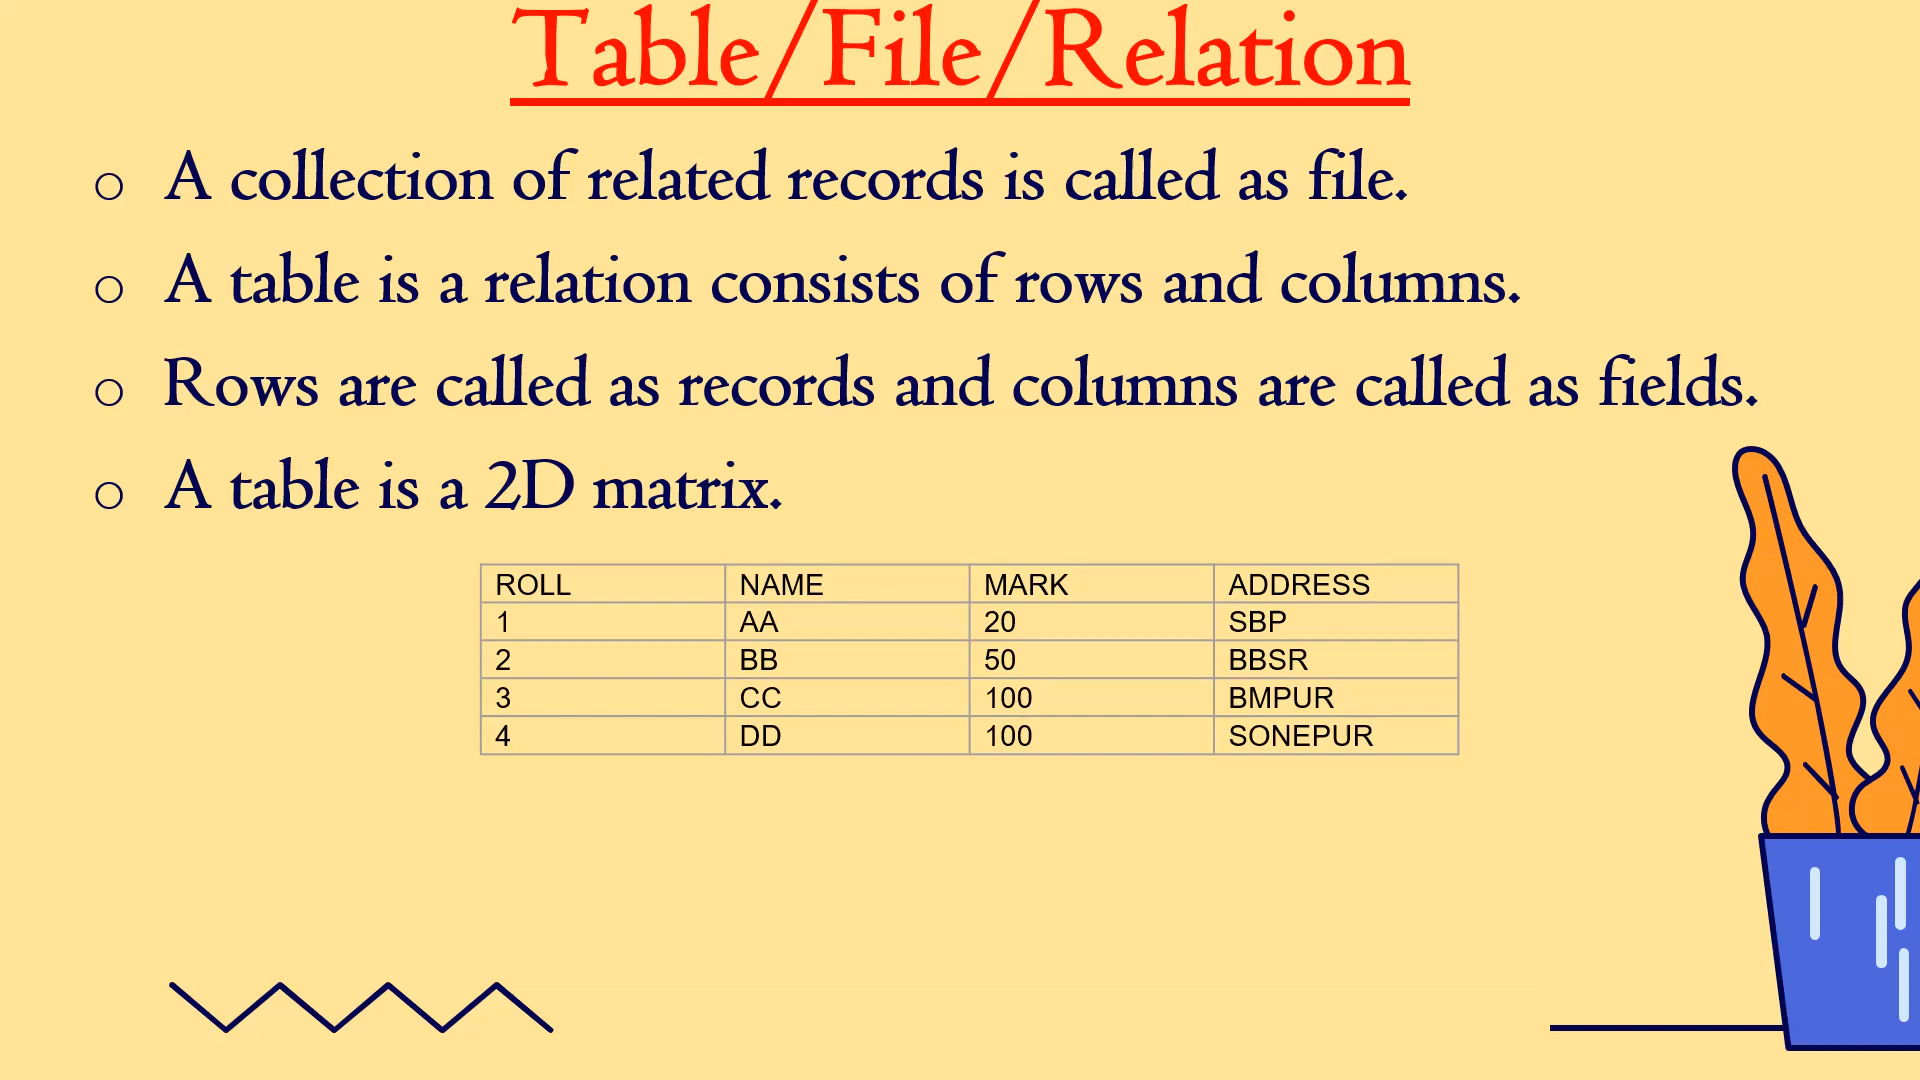 Table/File/Relation
A collection of related records is called as file.
A table is a relation consists of rows and columns.
Rows are called as records and columns are called as fields.
A table is a 2D matrix.
ROLL NAME MARK ADDRESS
1 AA 20 SBP
2 BB 50 BBSR
3 CC 100 BMPUR
4 DD 100 SONEPUR